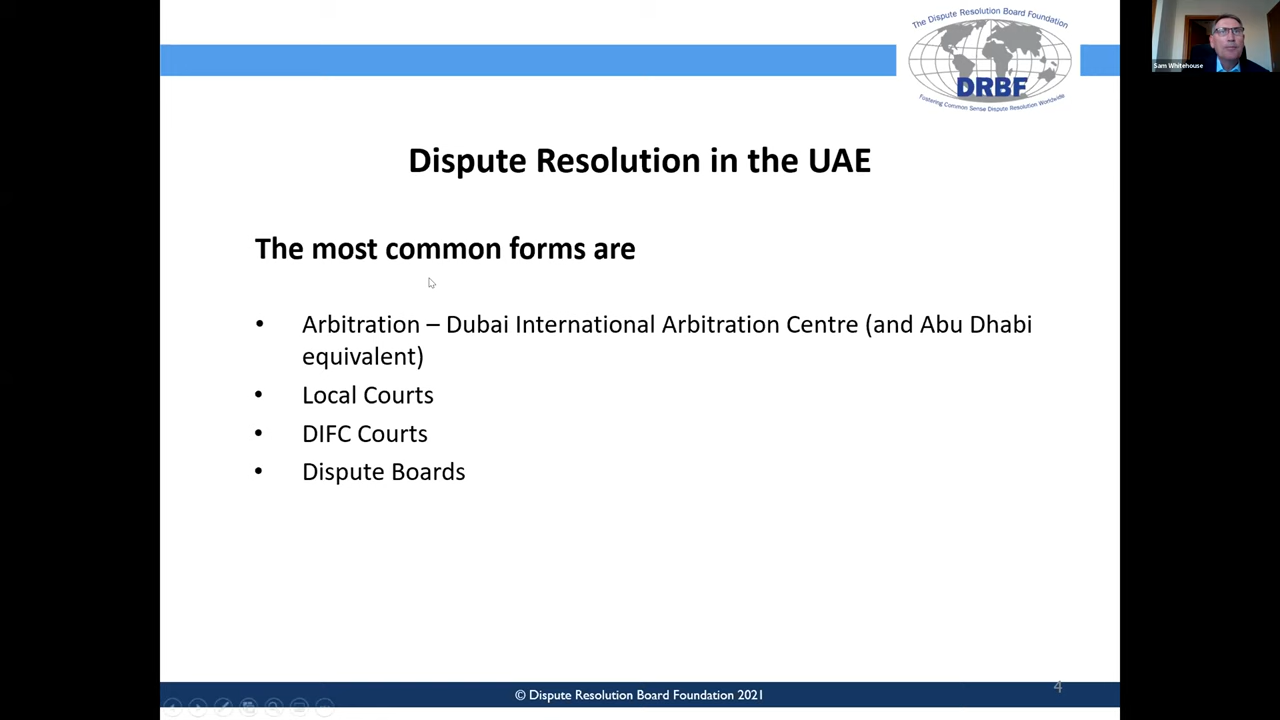 The Dispute Resolution Board Foundation
DRBF
Fostering Common Sense Dispute Resolution Worldwide
Sam Whitehouse
Dispute Resolution in the UAE
The most common forms are
• Arbitration – Dubai International Arbitration Centre (and Abu Dhabi
equivalent)
• Local Courts
• DIFC Courts
• Dispute Boards
© Dispute Resolution Board Foundation 2021
4